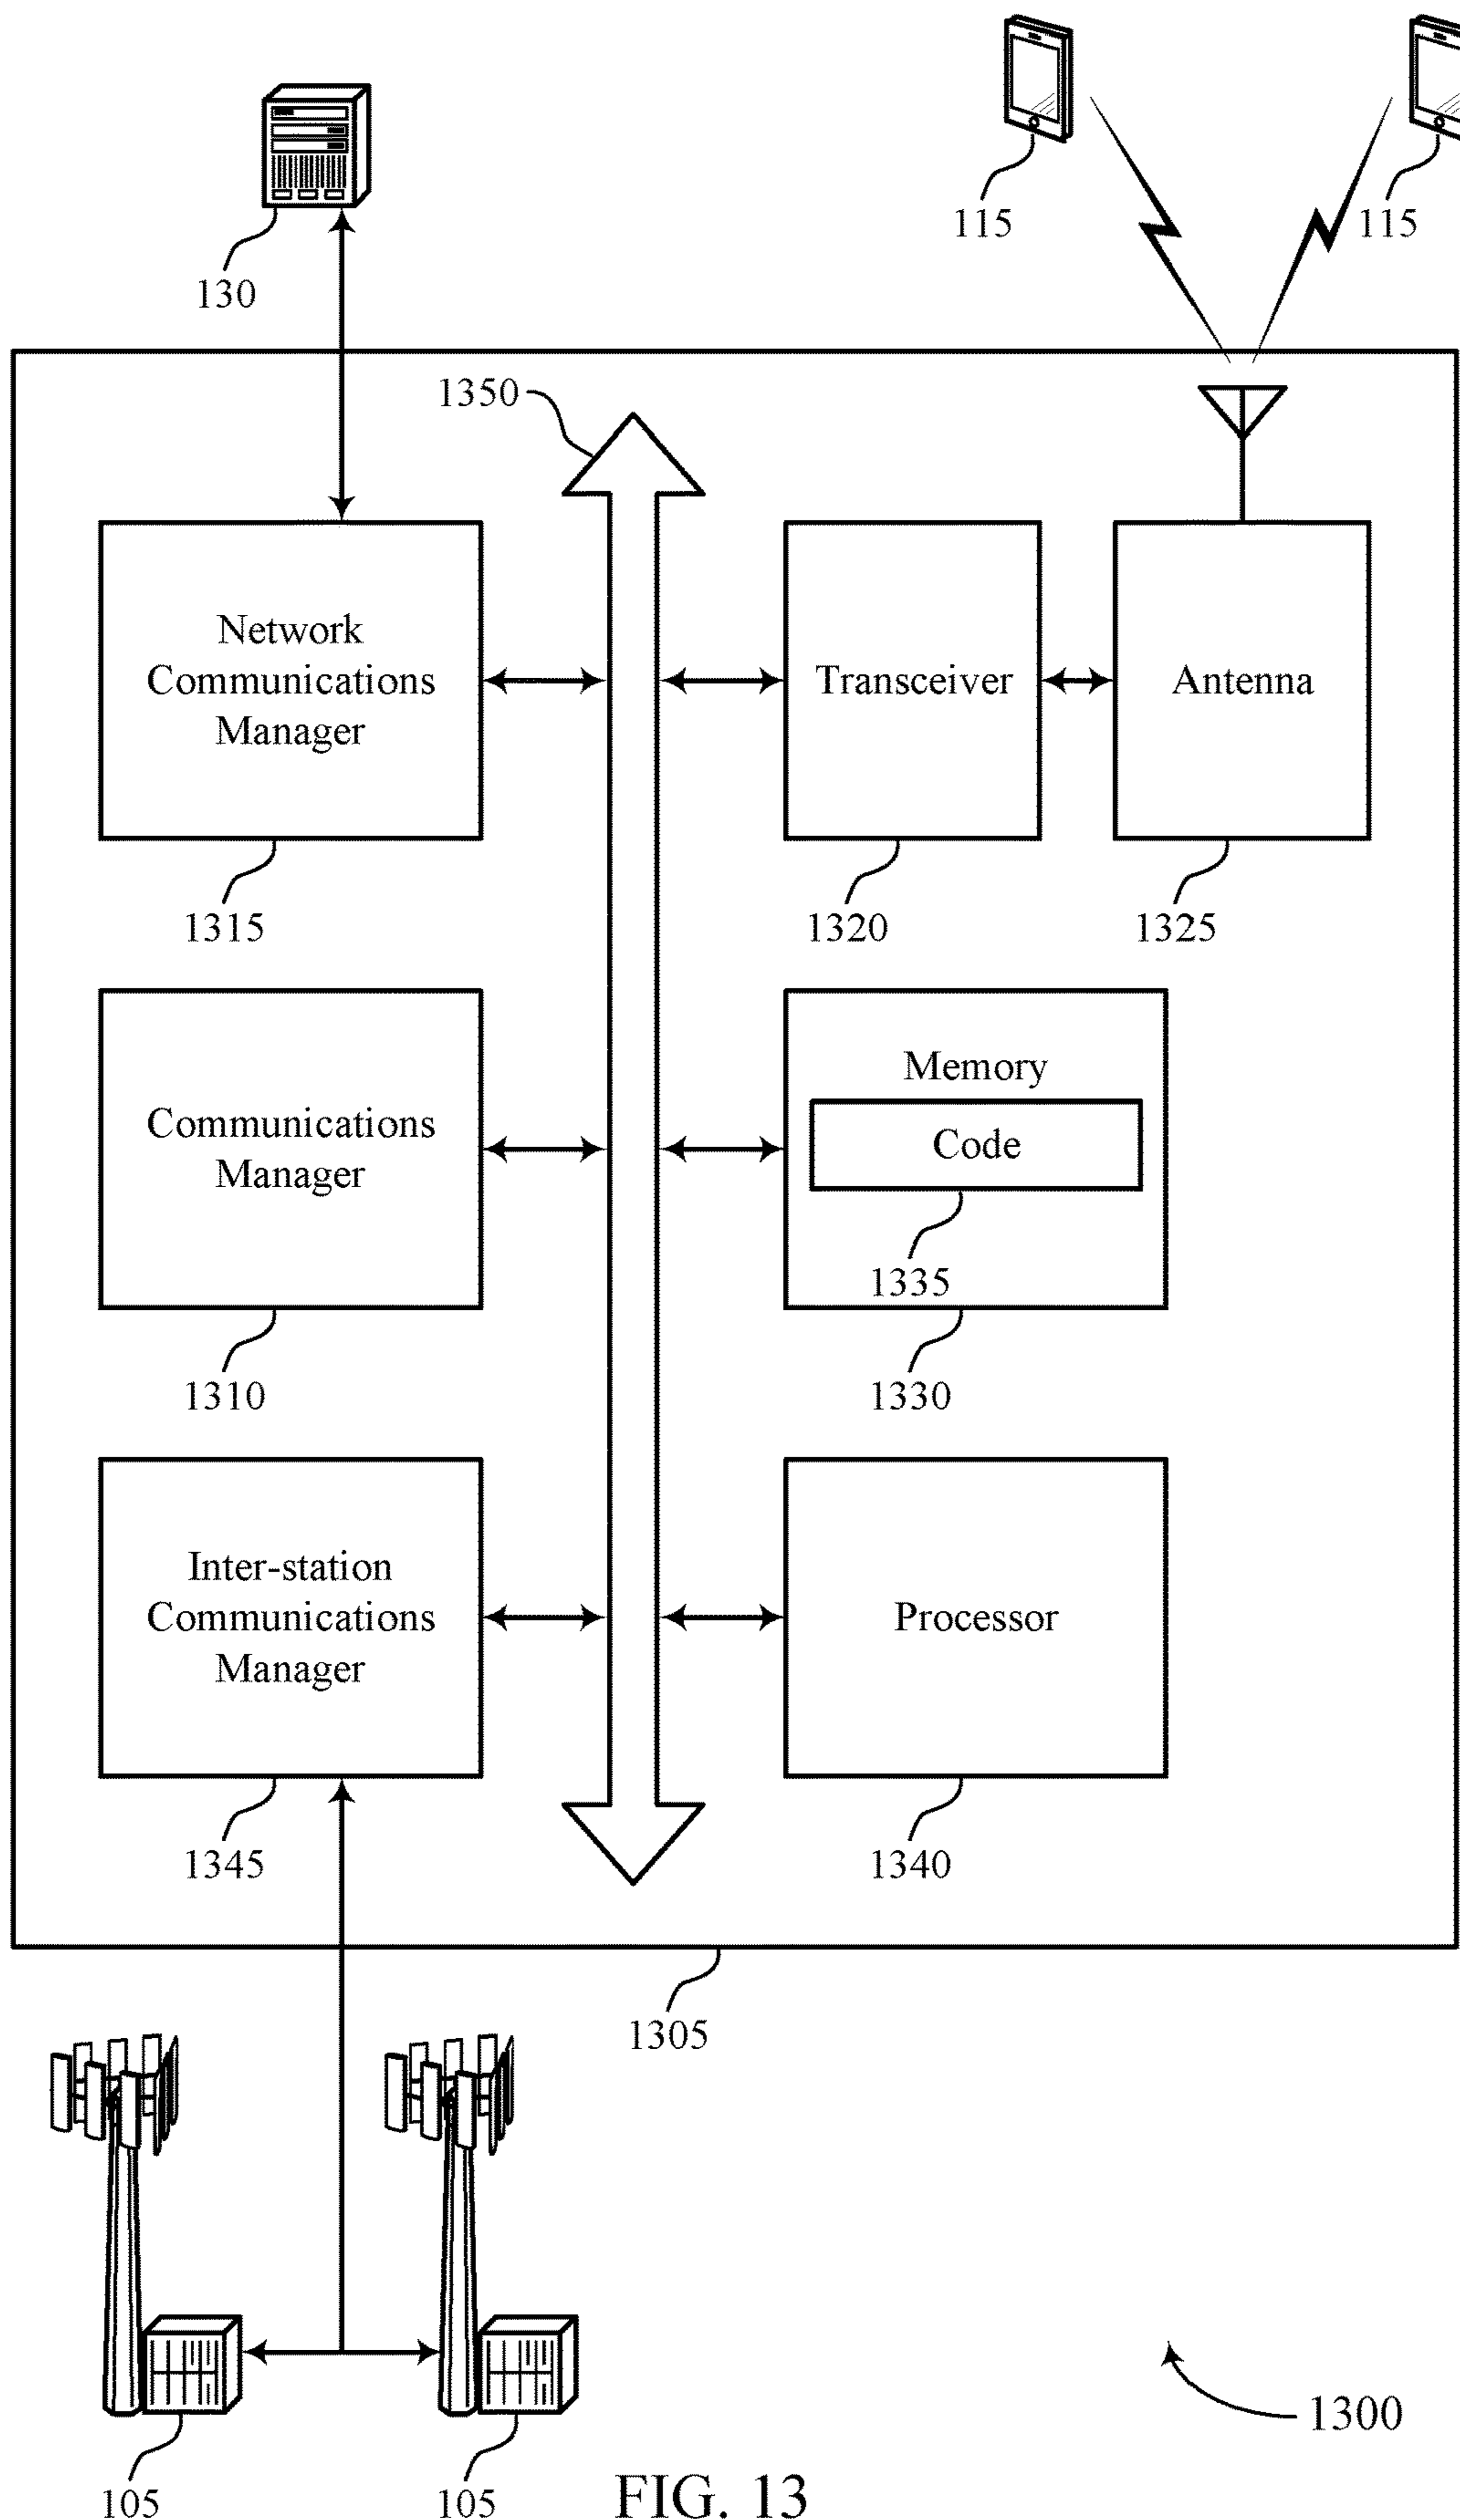 115
115
130
1350
Network
Communications
Manager
Transceiver
Antenna
1315
1320
1325
Communications
Manager
Memory
Code
1335
1310
1330
Inter-station
Communications
Manager
Processor
1345
1340
1305
1300
105
105
FIG. 13